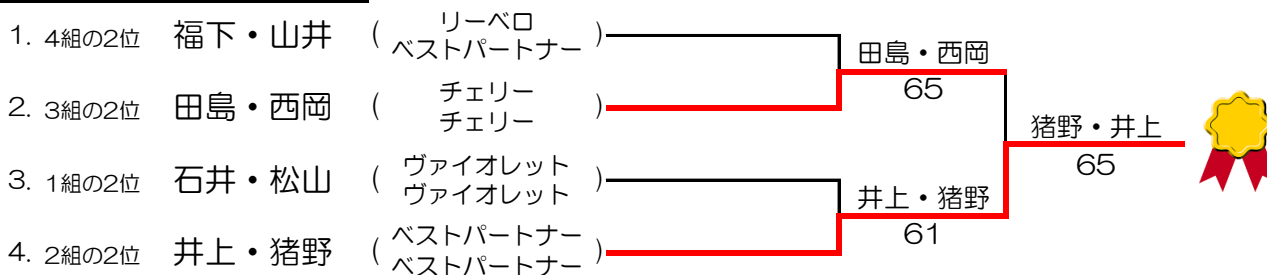 1. 4組の2位 福下・山井 ( リーベロ
ベストパートナー )
田島・西岡
65
2. 3組の2位 田島・西岡 ( チェリー
チェリー )
猪野・井上
65
3. 1組の2位 石井・松山 ( ヴァイオレット
ヴァイオレット )
井上・猪野
61
4. 2組の2位 井上・猪野 ( ベストパートナー
ベストパートナー )